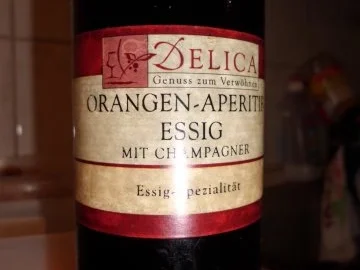 DELICA
Genuss zum Verwöhnen
ORANGEN-APERITIF
ESSIG
MIT CHAMPAGNER
Essig-Spezialität